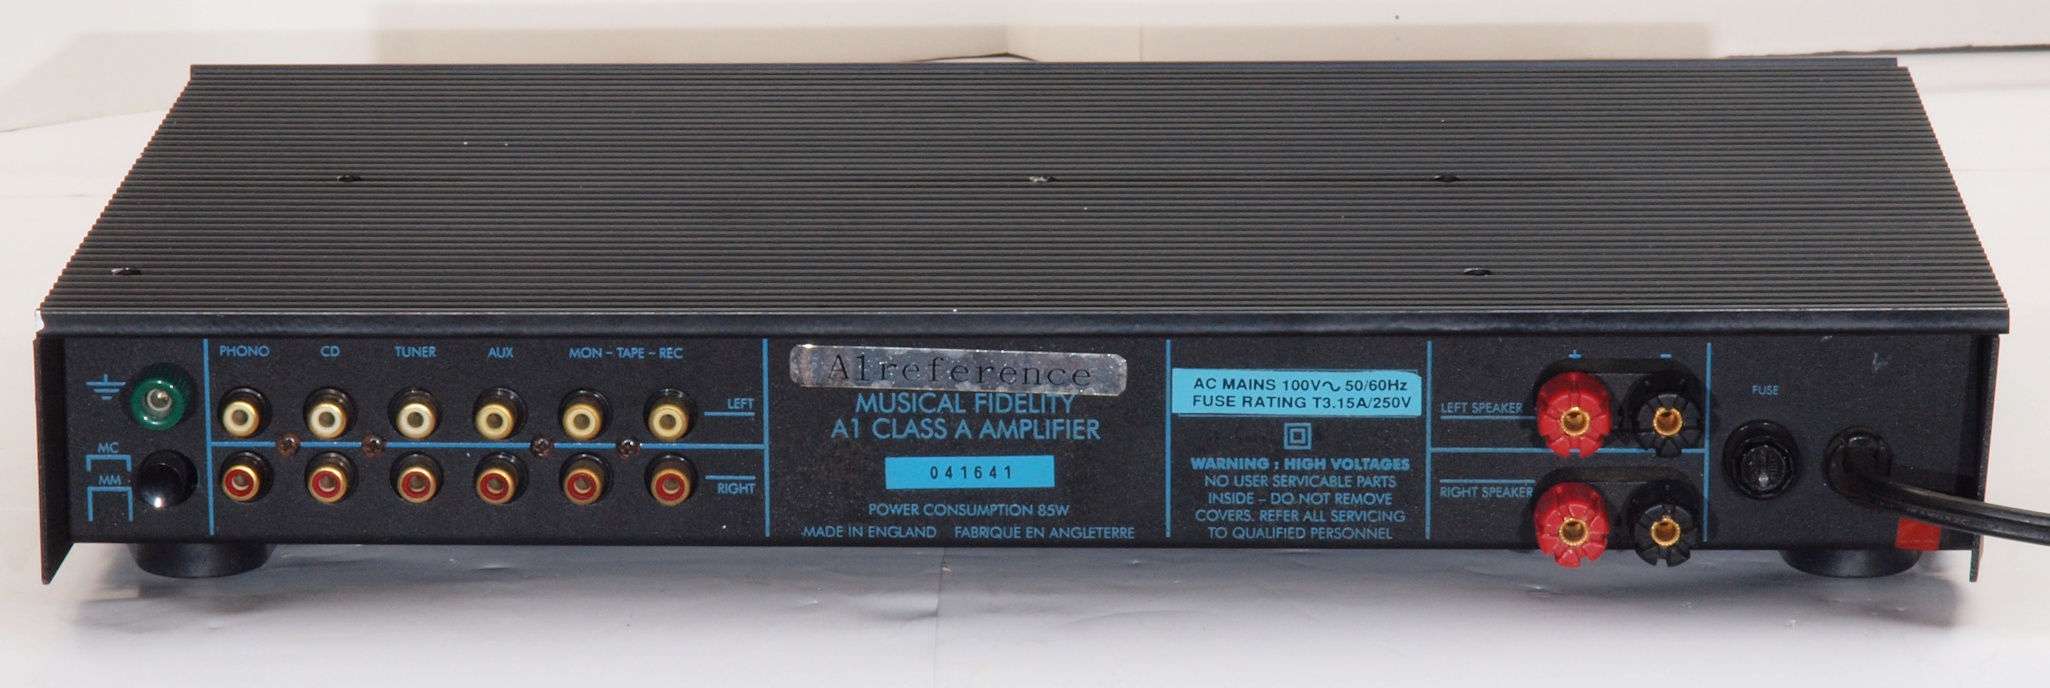 PHONO CD TUNER AUX MON – TAPE – REC
LEFT
RIGHT
MC
MM
A1reference
MUSICAL FIDELITY
A1 CLASS A AMPLIFIER
041641
POWER CONSUMPTION 85W
MADE IN ENGLAND FABRIQUE EN ANGLETERRE
AC MAINS 100V∿ 50/60Hz
FUSE RATING T3.15A/250V
WARNING : HIGH VOLTAGES
NO USER SERVICABLE PARTS
INSIDE – DO NOT REMOVE
COVERS. REFER ALL SERVICING
TO QUALIFIED PERSONNEL
+ –
LEFT SPEAKER
RIGHT SPEAKER
FUSE